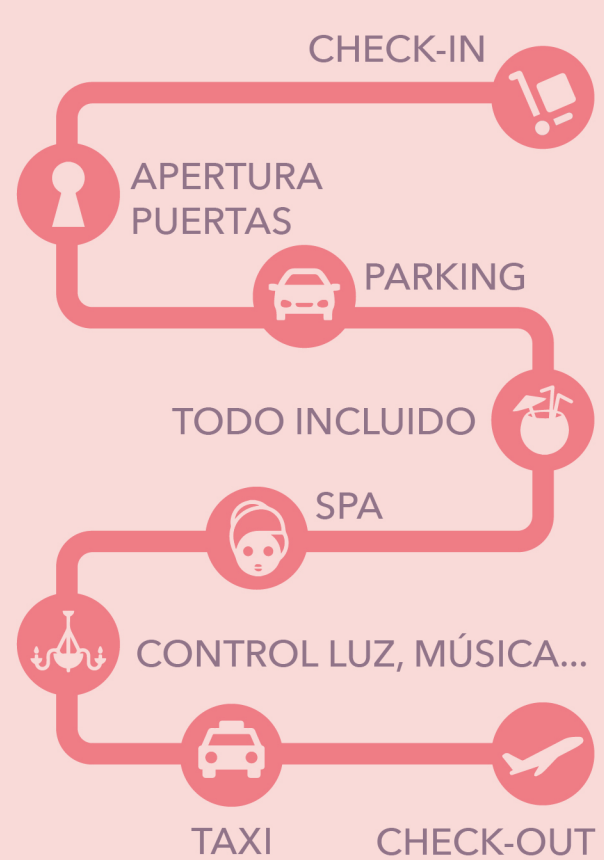 CHECK-IN
APERTURA
PUERTAS
PARKING
TODO INCLUIDO
SPA
CONTROL LUZ, MÚSICA...
TAXI
CHECK-OUT